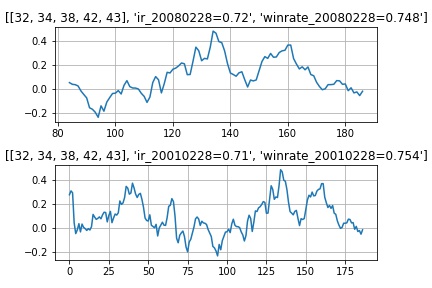 [[32, 34, 38, 42, 43], 'ir_20080228=0.72', 'winrate_20080228=0.748']
0.4
0.2
0.0
−0.2
80 100 120 140 160 180
[[32, 34, 38, 42, 43], 'ir_20010228=0.71', 'winrate_20010228=0.754']
0.4
0.2
0.0
−0.2
0 25 50 75 100 125 150 175